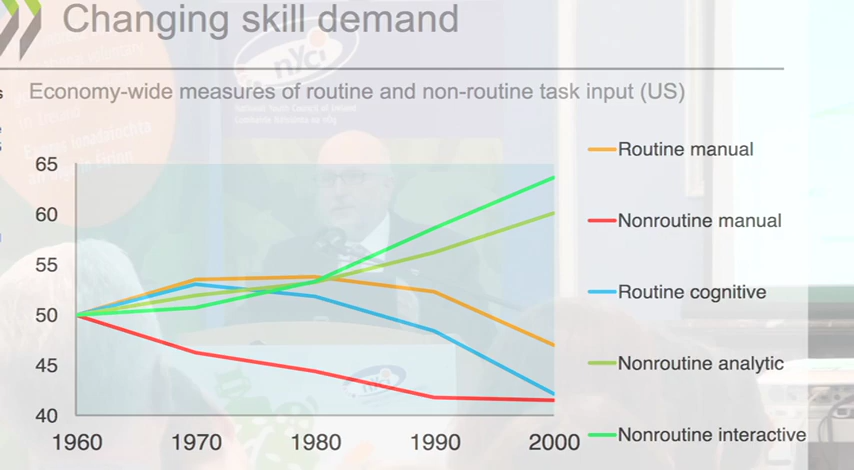 Changing skill demand
nyci
Economy-wide measures of routine and non-routine task input (US)
65
60
55
50
45
40
1960 1970 1980 1990 2000
Routine manual
Nonroutine manual
Routine cognitive
Nonroutine analytic
Nonroutine interactive